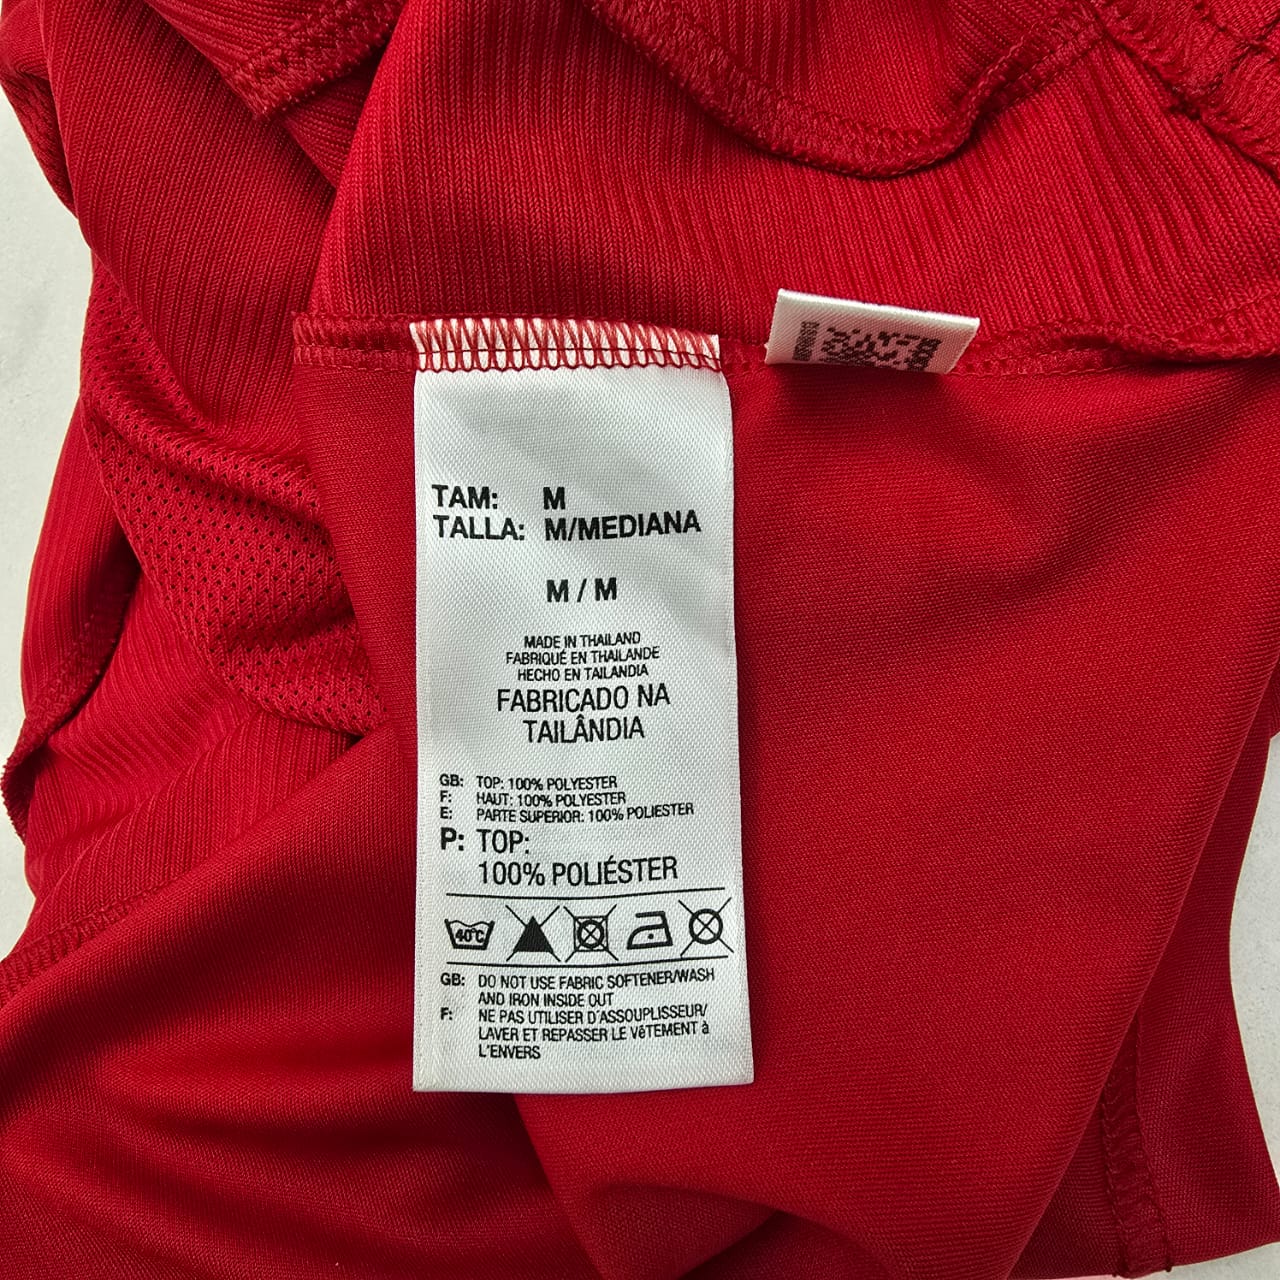 TAM: M
TALLA: M/MEDIANA
M / M
MADE IN THAILAND
FABRIQUÉ EN THAILANDE
HECHO EN TAILANDIA
FABRICADO NA
TAILÂNDIA
GB: TOP: 100% POLYESTER
F: HAUT: 100% POLYESTER
E: PARTE SUPERIOR: 100% POLIESTER
P: TOP:
100% POLIÉSTER
40°C
GB: DO NOT USE FABRIC SOFTENER/WASH
AND IRON INSIDE OUT
F: NE PAS UTILISER D'ASSOUPLISSEUR/
LAVER ET REPASSER LE VêTEMENT à
L'ENVERS